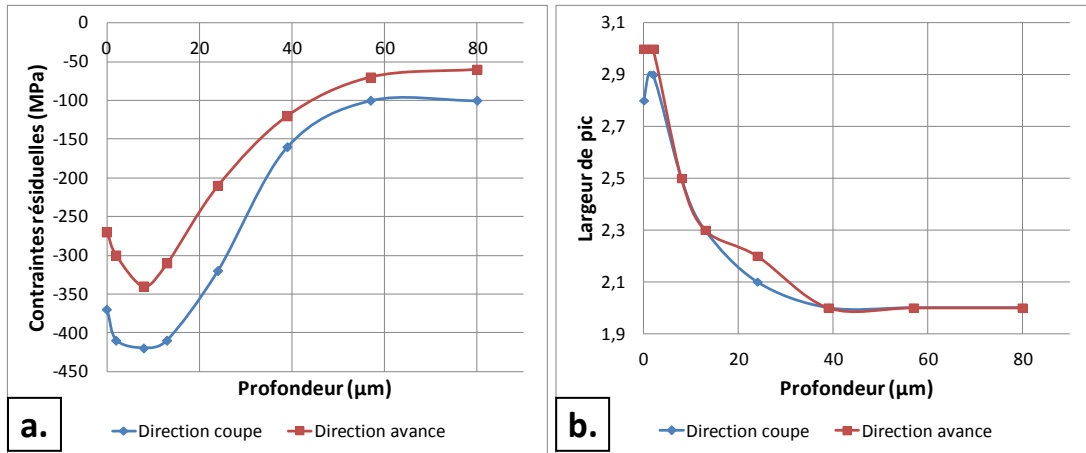 0
-50
-100
-150
-200
-250
-300
-350
-400
-450
0 20 40 60 80
Contraintes résiduelles (MPa)
Profondeur (µm)
a.
Direction coupe Direction avance
3,1
2,9
2,7
2,5
2,3
2,1
1,9
0 20 40 60 80
Largeur de pic
Profondeur (µm)
b.
Direction coupe Direction avance